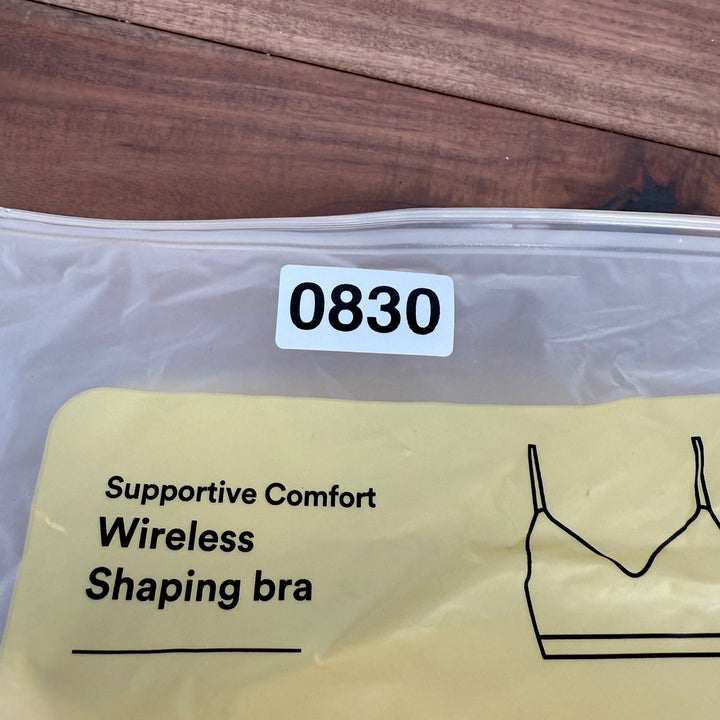 0830
Supportive Comfort
Wireless
Shaping bra